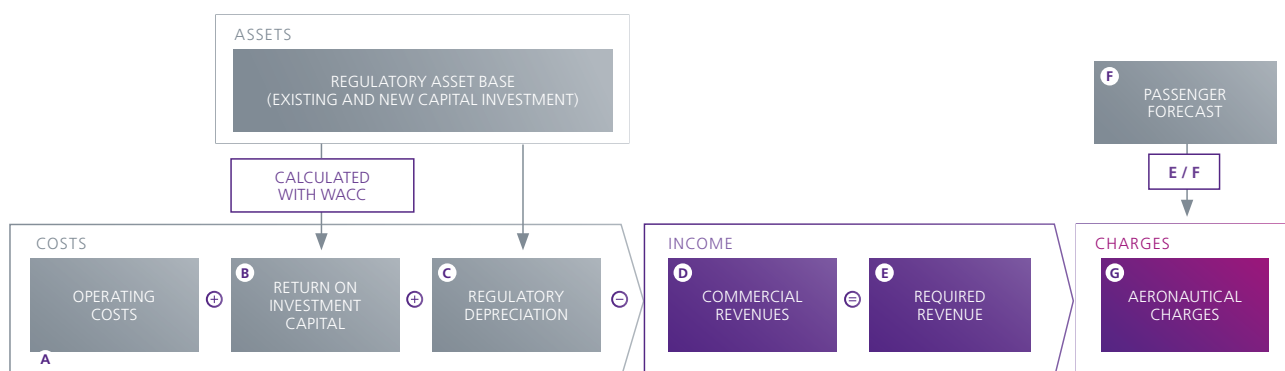 ASSETS
REGULATORY ASSET BASE
(EXISTING AND NEW CAPITAL INVESTMENT)
F
PASSENGER
FORECAST
CALCULATED
WITH WACC
E / F
COSTS
OPERATING
COSTS
A
+
B
RETURN ON
INVESTMENT
CAPITAL
+
C
REGULATORY
DEPRECIATION
−
INCOME
D
COMMERCIAL
REVENUES
=
E
REQUIRED
REVENUE
CHARGES
G
AERONAUTICAL
CHARGES